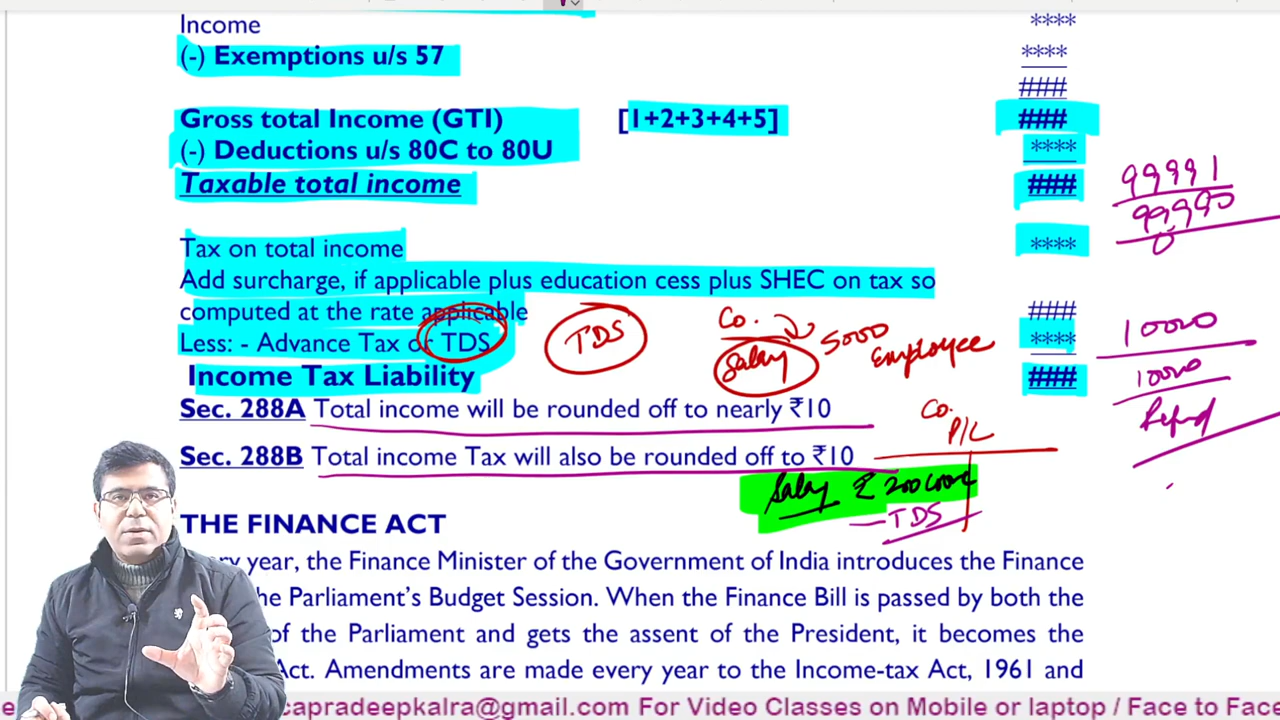 Income ****
(-) Exemptions u/s 57 ****
###
Gross total Income (GTI) [1+2+3+4+5] ###
(-) Deductions u/s 80C to 80U ****
Taxable total income ###
99991
99990
0
Tax on total income ****
Add surcharge, if applicable plus education cess plus SHEC on tax so
computed at the rate applicable ####
Less: - Advance Tax or TDS ****
TDS
Co.
Salary 5000
Employee
10000
10000
Refund
Income Tax Liability ###
Sec. 288A Total income will be rounded off to nearly ₹10
Co.
P/L
Sec. 288B Total income Tax will also be rounded off to ₹10
Salary ₹
— TDS
THE FINANCE ACT
ry year, the Finance Minister of the Government of India introduces the Finance
he Parliament's Budget Session. When the Finance Bill is passed by both the
of the Parliament and gets the assent of the President, it becomes the
Act. Amendments are made every year to the Income-tax Act, 1961 and
capradeepkalra@gmail.com For Video Classes on Mobile or laptop / Face to Face